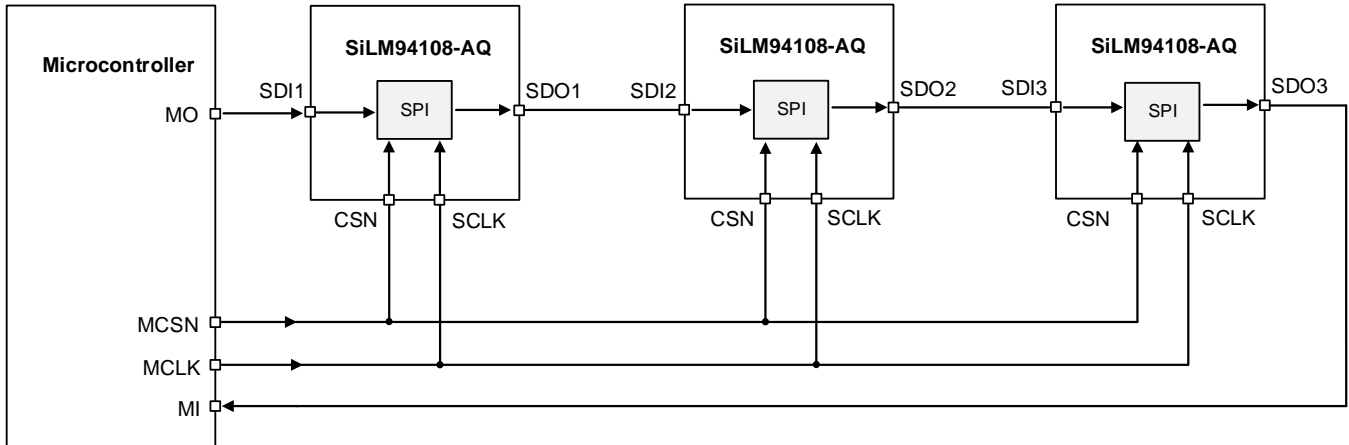 SiLM94108-AQ
SiLM94108-AQ
SiLM94108-AQ
Microcontroller
MO
SDI1
SPI
SDO1
SDI2
SPI
SDO2
SDI3
SPI
SDO3
CSN
SCLK
CSN
SCLK
CSN
SCLK
MCSN
MCLK
MI